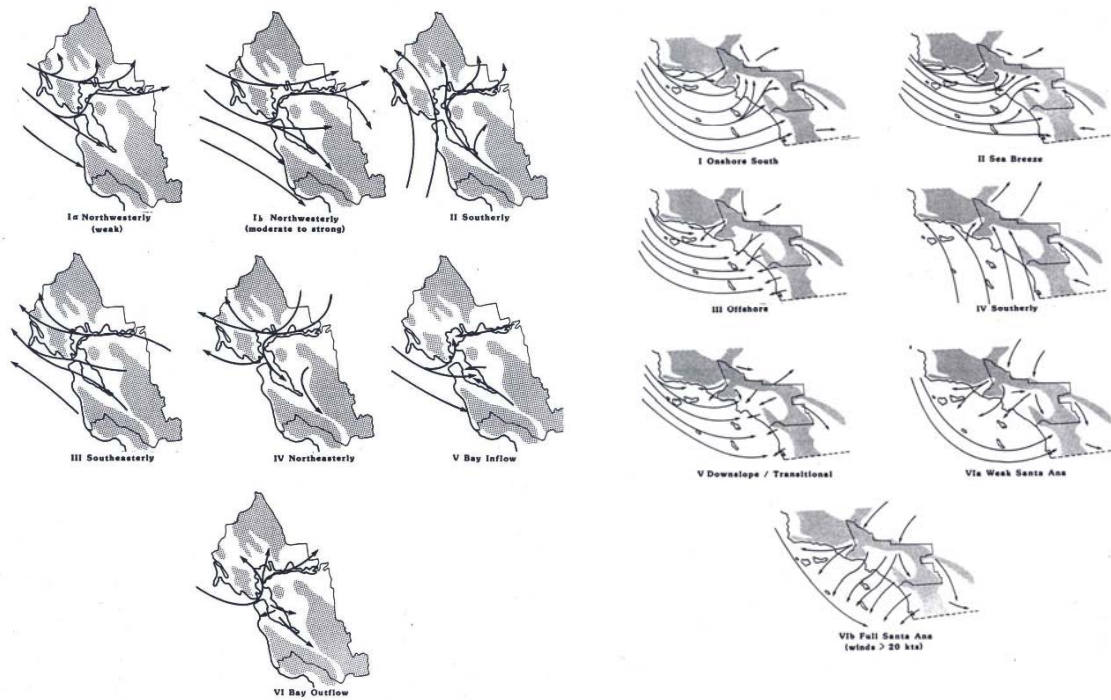 Ia Northwesterly
(weak)
Ib Northwesterly
(moderate to strong)
II Southerly
III Southeasterly
IV Northeasterly
V Bay Inflow
VI Bay Outflow
I Onshore South
II Sea Breeze
III Offshore
IV Southerly
V Downslope / Transitional
VIa Weak Santa Ana
VIb Full Santa Ana
(winds > 20 kts)